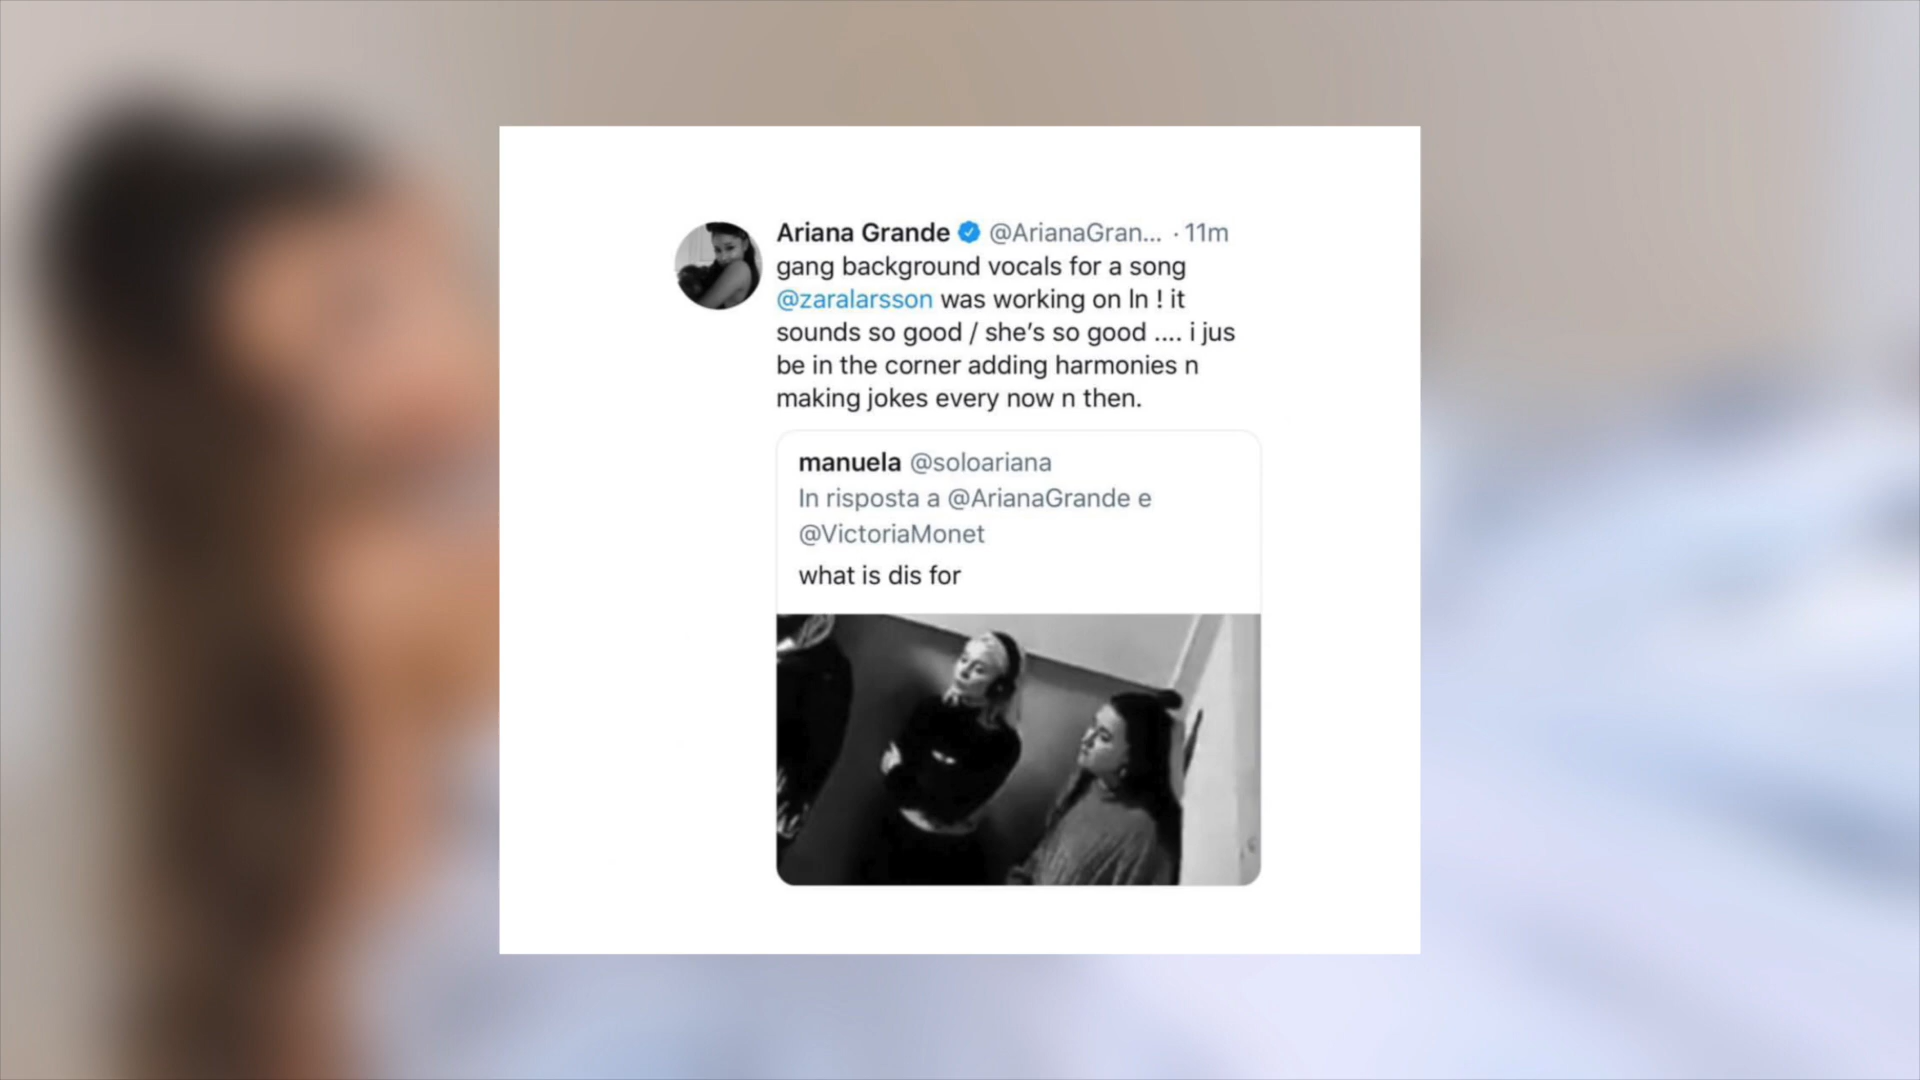 Ariana Grande @ArianaGran... · 11m
gang background vocals for a song
@zaralarsson was working on ln ! it
sounds so good / she’s so good .... i jus
be in the corner adding harmonies n
making jokes every now n then.
manuela @soloariana
In risposta a @ArianaGrande e
@VictoriaMonet
what is dis for